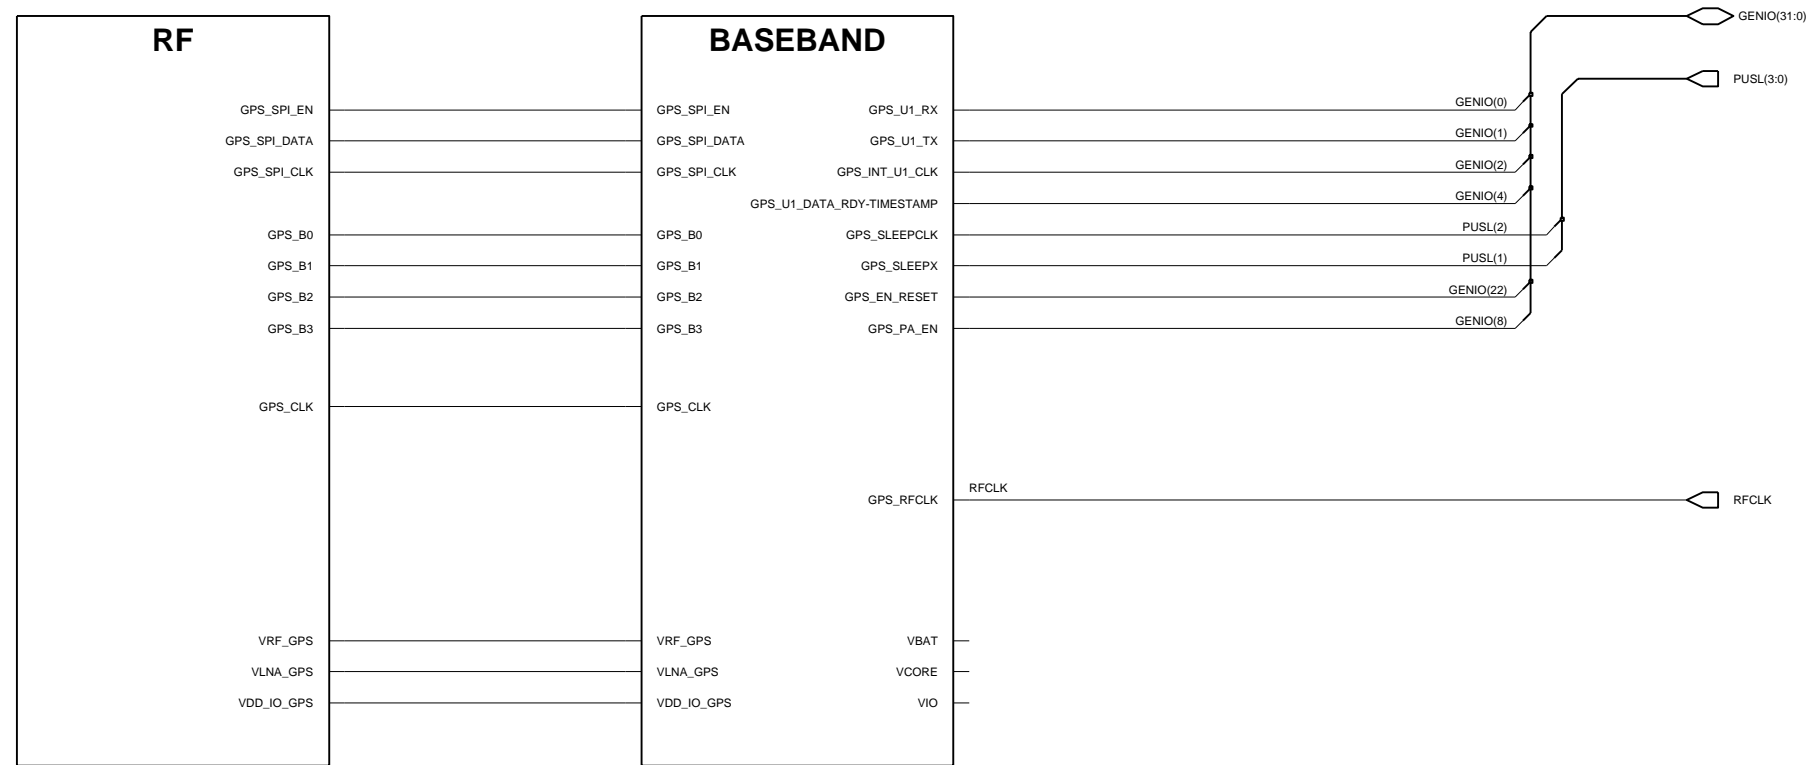 RF
BASEBAND
GENIO(31:0)
PUSL(3:0)
GPS_SPI_EN GPS_SPI_EN GPS_U1_RX GENIO(0)
GPS_SPI_DATA GPS_SPI_DATA GPS_U1_TX GENIO(1)
GPS_SPI_CLK GPS_SPI_CLK GPS_INT_U1_CLK GENIO(2)
GPS_U1_DATA_RDY-TIMESTAMP GENIO(4)
GPS_B0 GPS_B0 GPS_SLEEPCLK PUSL(2)
GPS_B1 GPS_B1 GPS_SLEEPX PUSL(1)
GPS_B2 GPS_B2 GPS_EN_RESET GENIO(22)
GPS_B3 GPS_B3 GPS_PA_EN GENIO(8)
GPS_CLK GPS_CLK
GPS_RFCLK RFCLK RFCLK
VRF_GPS VRF_GPS VBAT
VLNA_GPS VLNA_GPS VCORE
VDD_IO_GPS VDD_IO_GPS VIO